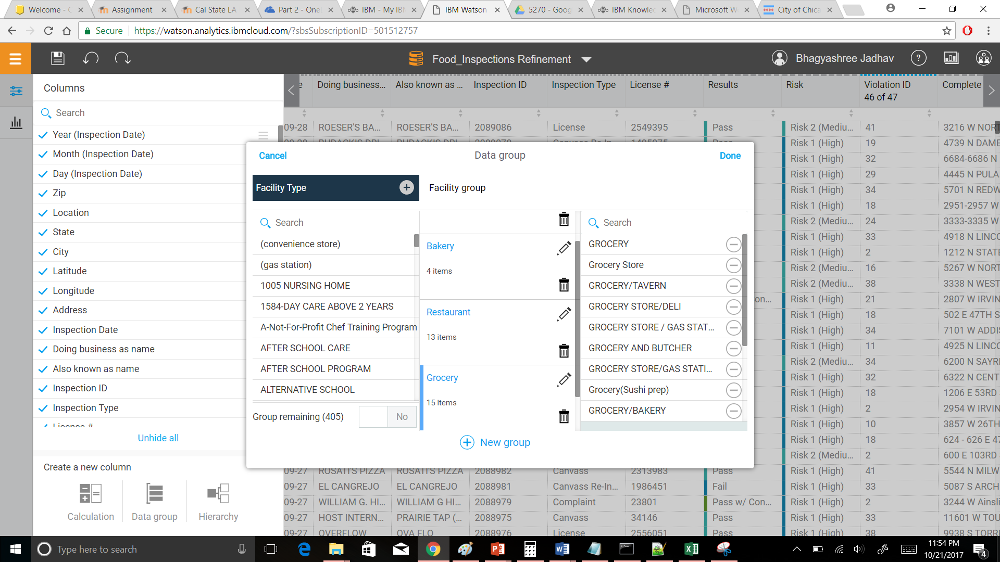 Welcome - C
Assignment
Cal State LA
Part 2 - One
IBM - My IB
IBM Watson
5270 - Goog
IBM Knowle
Microsoft W
City of Chica
Secure
https://watson.analytics.ibmcloud.com/?sbsSubscriptionID=501512757
Food_Inspections Refinement
Bhagyashree Jadhav
Columns
Search
Year (Inspection Date)
Month (Inspection Date)
Day (Inspection Date)
Zip
Location
State
City
Latitude
Longitude
Address
Inspection Date
Doing business as name
Also known as name
Inspection ID
Inspection Type
License #
Unhide all
Create a new column
Calculation
Data group
Hierarchy
e Doing business... Also known as ... Inspection ID Inspection Type License # Results Risk Violation ID Complete
46 of 47
09-28 ROESER'S BA... ROESER'S BA... 2089086 License 2549395 Pass Risk 2 (Mediu... 41 3216 W NORT
Risk 1 (High) 19 4739 N DAME
Risk 1 (High) 32 6684-6686 N
Risk 1 (High) 29 4445 N PULA
Risk 1 (High) 34 5701 N REDW
Risk 1 (High) 18 2951-2957 W
Risk 2 (Mediu... 24 3333-3335 W
Risk 1 (High) 33 4918 N LINCO
Risk 1 (High) 2 1212 N STATE
Risk 2 (Mediu... 16 5267 W NORT
Risk 2 (Mediu... 38 3338 N WEST
on... Risk 1 (High) 21 2807 W IRVIN
Risk 1 (High) 18 502 E 47TH S
Risk 1 (High) 34 7101 W ADDIS
Risk 1 (High) 11 4925 N LINCO
Risk 2 (Mediu... 34 6200 N SAYRE
Risk 1 (High) 32 6322 N CENT
Risk 1 (High) 18 1206 E 53RD
Risk 1 (High) 2 2954 W IRVIN
Risk 1 (High) 10 3857 W 26TH
Risk 1 (High) 18 624 - 626 E 47
Risk 2 (Mediu... 2 600 E 103RD
09-27 ROSATI'S PIZZA ROSATI'S PIZZA 2088982 Canvass 2313983 Pass Risk 1 (High) 41 5544 N MILW
09-27 EL CANGREJO EL CANGREJO 2088981 Canvass Re-In... 1986451 Fail Risk 1 (High) 33 5087 S ARCH
09-27 WILLIAM G. HI... WILLIAM G HI... 2088979 Complaint 23801 Pass w/ Con... Risk 1 (High) 2 3244 W Ainsli
09-27 HOST INTERN... PRAIRIE TAP (... 2088975 Canvass 34146 Pass Risk 1 (High) 33 11601 W TOU
09-27 OVERFLOW OVA FLO 2088976 License 2556051 Pass Risk 1 (High) 38 9938 S TORRE
Cancel
Data group
Done
Facility Type
Facility group
Search
(convenience store)
(gas station)
1005 NURSING HOME
1584-DAY CARE ABOVE 2 YEARS
A-Not-For-Profit Chef Training Program
AFTER SCHOOL CARE
AFTER SCHOOL PROGRAM
ALTERNATIVE SCHOOL
Group remaining (405)
No
Bakery
4 items
Restaurant
13 items
Grocery
15 items
Search
GROCERY
Grocery Store
GROCERY/TAVERN
GROCERY STORE/DELI
GROCERY STORE / GAS STAT...
GROCERY AND BUTCHER
GROCERY STORE/GAS STATI...
Grocery(Sushi prep)
GROCERY/BAKERY
New group
Type here to search
11:54 PM
10/21/2017
4